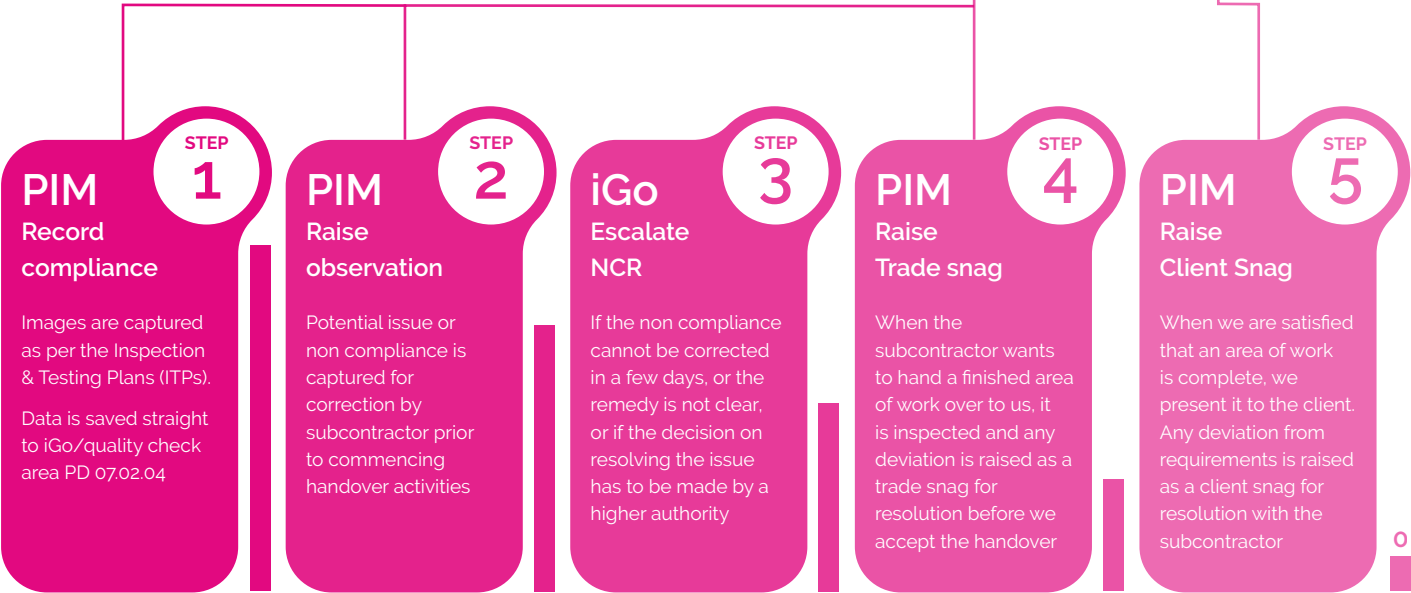 STEP
1
PIM
Record
compliance
Images are captured
as per the Inspection
& Testing Plans (ITPs).
Data is saved straight
to iGo/quality check
area PD 07.02.04
STEP
2
PIM
Raise
observation
Potential issue or
non compliance is
captured for
correction by
subcontractor prior
to commencing
handover activities
STEP
3
iGo
Escalate
NCR
If the non compliance
cannot be corrected
in a few days, or the
remedy is not clear,
or if the decision on
resolving the issue
has to be made by a
higher authority
STEP
4
PIM
Raise
Trade snag
When the
subcontractor wants
to hand a finished area
of work over to us, it
is inspected and any
deviation is raised as a
trade snag for
resolution before we
accept the handover
STEP
5
PIM
Raise
Client Snag
When we are satisfied
that an area of work
is complete, we
present it to the client.
Any deviation from
requirements is raised
as a client snag for
resolution with the
subcontractor
0